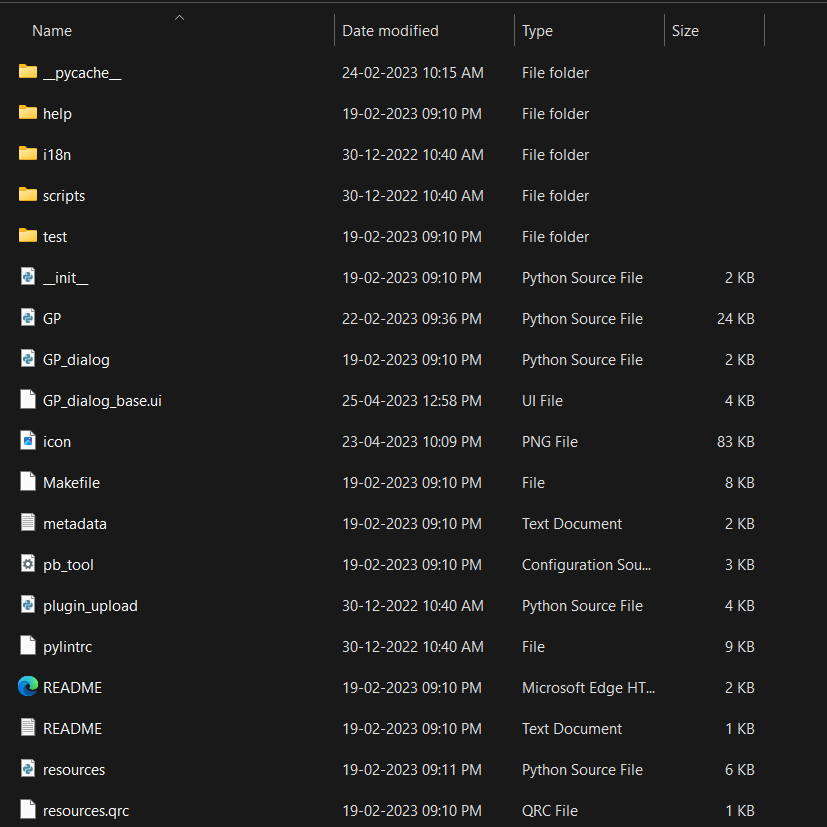 Name Date modified Type Size
__pycache__ 24-02-2023 10:15 AM File folder
help 19-02-2023 09:10 PM File folder
i18n 30-12-2022 10:40 AM File folder
scripts 30-12-2022 10:40 AM File folder
test 19-02-2023 09:10 PM File folder
__init__ 19-02-2023 09:10 PM Python Source File 2 KB
GP 22-02-2023 09:36 PM Python Source File 24 KB
GP_dialog 19-02-2023 09:10 PM Python Source File 2 KB
GP_dialog_base.ui 25-04-2023 12:58 PM UI File 4 KB
icon 23-04-2023 10:09 PM PNG File 83 KB
Makefile 19-02-2023 09:10 PM File 8 KB
metadata 19-02-2023 09:10 PM Text Document 2 KB
pb_tool 19-02-2023 09:10 PM Configuration Sou... 3 KB
plugin_upload 30-12-2022 10:40 AM Python Source File 4 KB
pylintrc 30-12-2022 10:40 AM File 9 KB
README 19-02-2023 09:10 PM Microsoft Edge HT... 2 KB
README 19-02-2023 09:10 PM Text Document 1 KB
resources 19-02-2023 09:11 PM Python Source File 6 KB
resources.qrc 19-02-2023 09:10 PM QRC File 1 KB